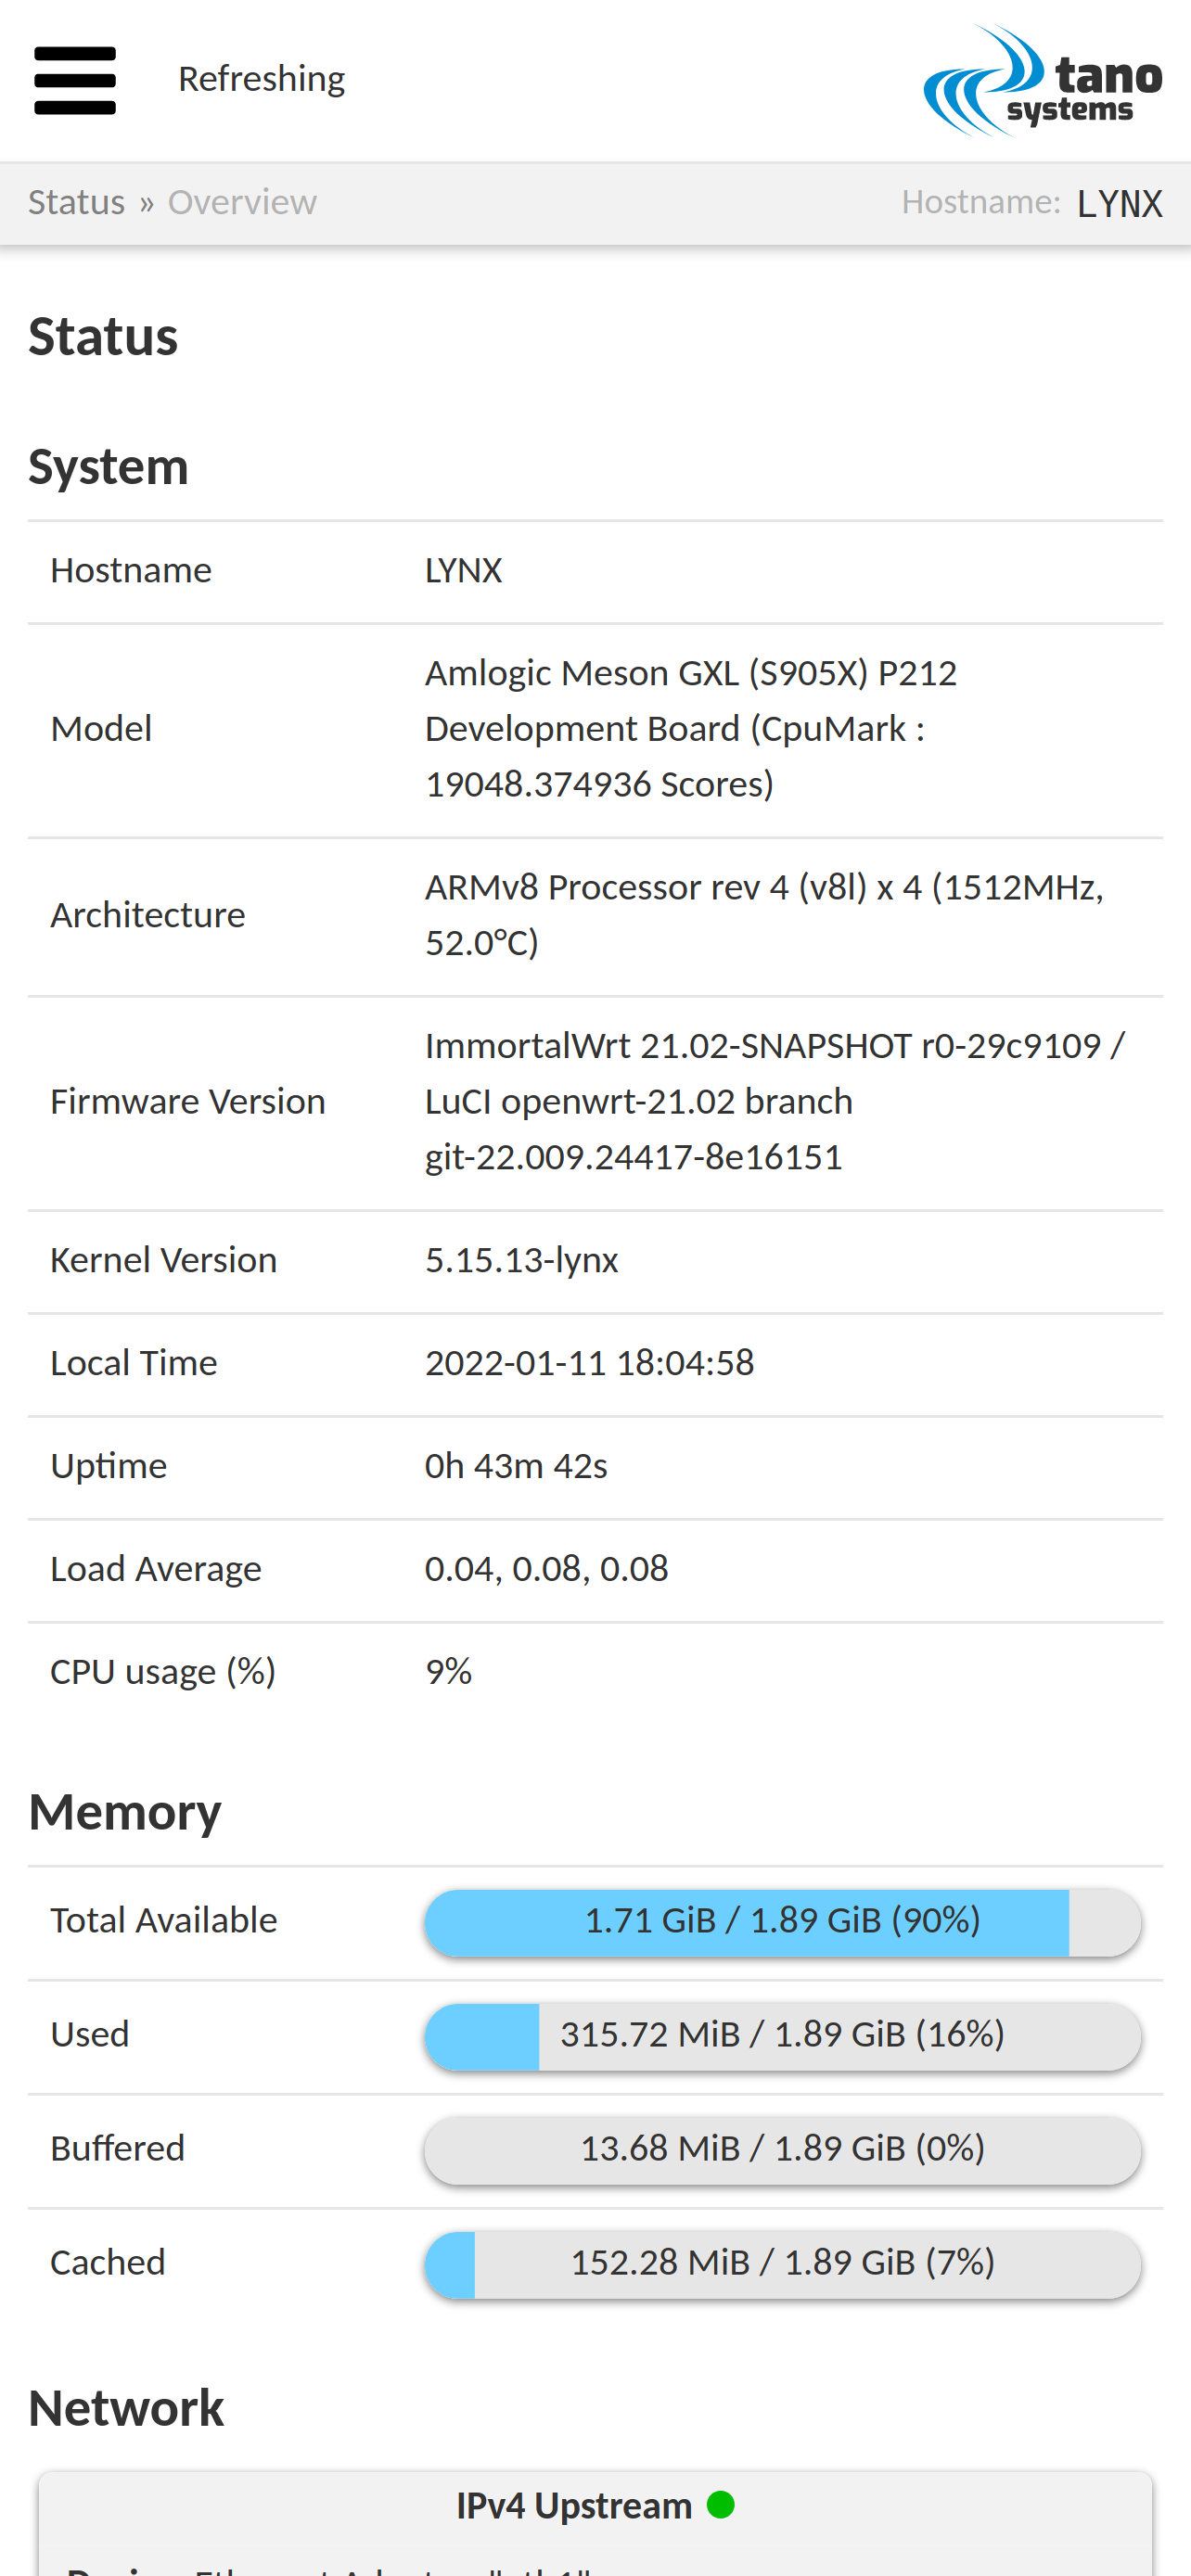 Refreshing
tano
systems
Status » Overview
Hostname: LYNX
Status
System
Hostname LYNX
Model
Amlogic Meson GXL (S905X) P212
Development Board (CpuMark :
19048.374936 Scores)
Architecture
ARMv8 Processor rev 4 (v8l) x 4 (1512MHz,
52.0°C)
Firmware Version
ImmortalWrt 21.02-SNAPSHOT r0-29c9109 /
LuCI openwrt-21.02 branch
git-22.009.24417-8e16151
Kernel Version 5.15.13-lynx
Local Time 2022-01-11 18:04:58
Uptime 0h 43m 42s
Load Average 0.04, 0.08, 0.08
CPU usage (%) 9%
Memory
Total Available 1.71 GiB / 1.89 GiB (90%)
Used 315.72 MiB / 1.89 GiB (16%)
Buffered 13.68 MiB / 1.89 GiB (0%)
Cached 152.28 MiB / 1.89 GiB (7%)
Network
IPv4 Upstream